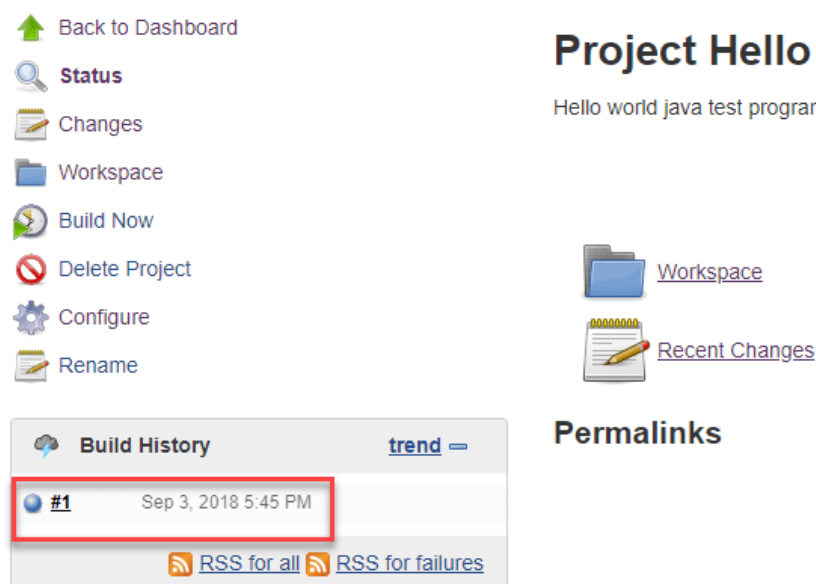 Back to Dashboard
Status
Changes
Workspace
Build Now
Delete Project
Configure
Rename
Build History trend
#1 Sep 3, 2018 5:45 PM
RSS for all RSS for failures
Project Hello
Hello world java test program
Workspace
Recent Changes
Permalinks